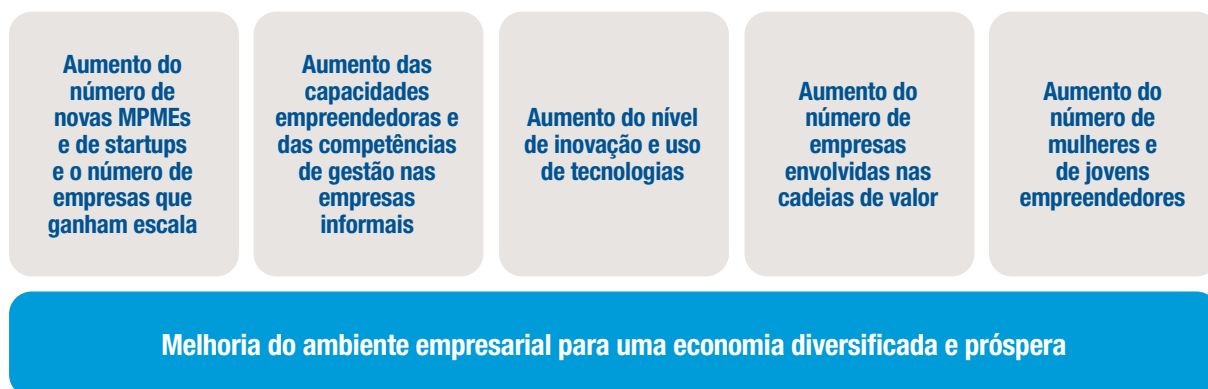 Aumento do
número de
novas MPMEs
e de startups
e o número de
empresas que
ganham escala
Aumento das
capacidades
empreendedoras e
das competências
de gestão nas
empresas
informais
Aumento do nível
de inovação e uso
de tecnologias
Aumento do
número de
empresas
envolvidas nas
cadeias de valor
Aumento do
número de
mulheres e
de jovens
empreendedores
Melhoria do ambiente empresarial para uma economia diversificada e próspera